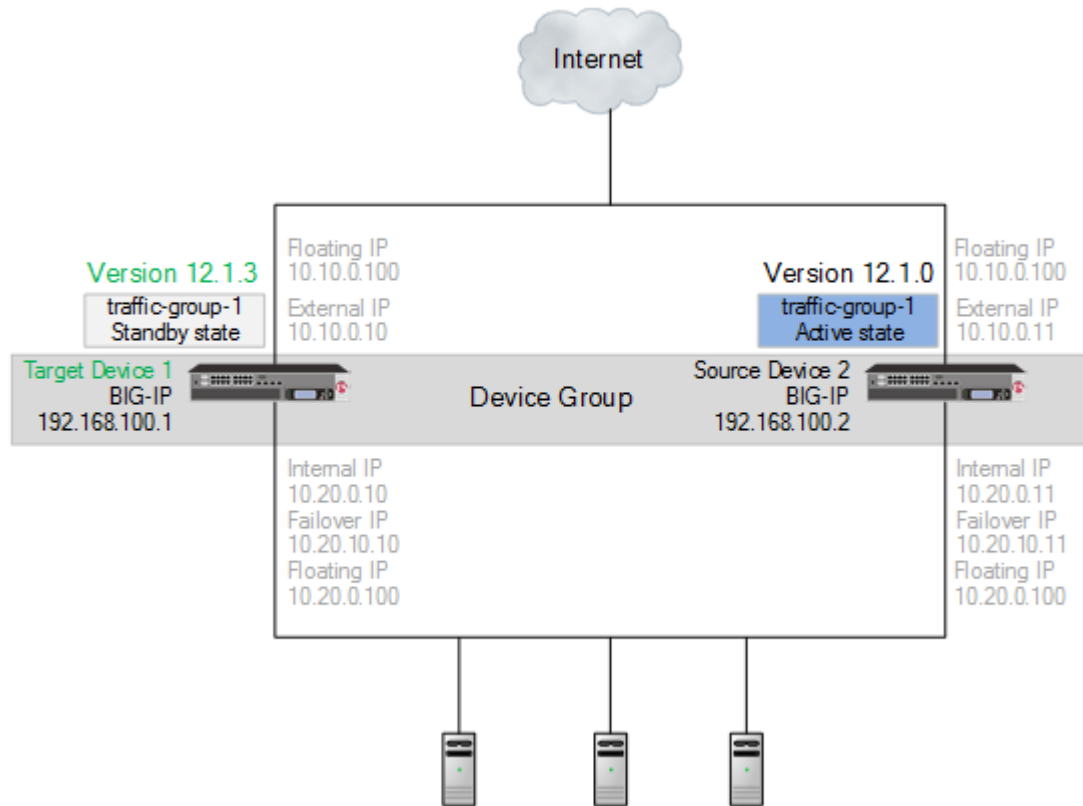 Internet
Floating IP
10.10.0.100
External IP
10.10.0.10
Version 12.1.3
traffic-group-1
Standby state
Version 12.1.0
traffic-group-1
Active state
Floating IP
10.10.0.100
External IP
10.10.0.11
Target Device 1
BIG-IP
192.168.100.1
Device Group
Source Device 2
BIG-IP
192.168.100.2
Internal IP
10.20.0.10
Failover IP
10.20.10.10
Floating IP
10.20.0.100
Internal IP
10.20.0.11
Failover IP
10.20.10.11
Floating IP
10.20.0.100